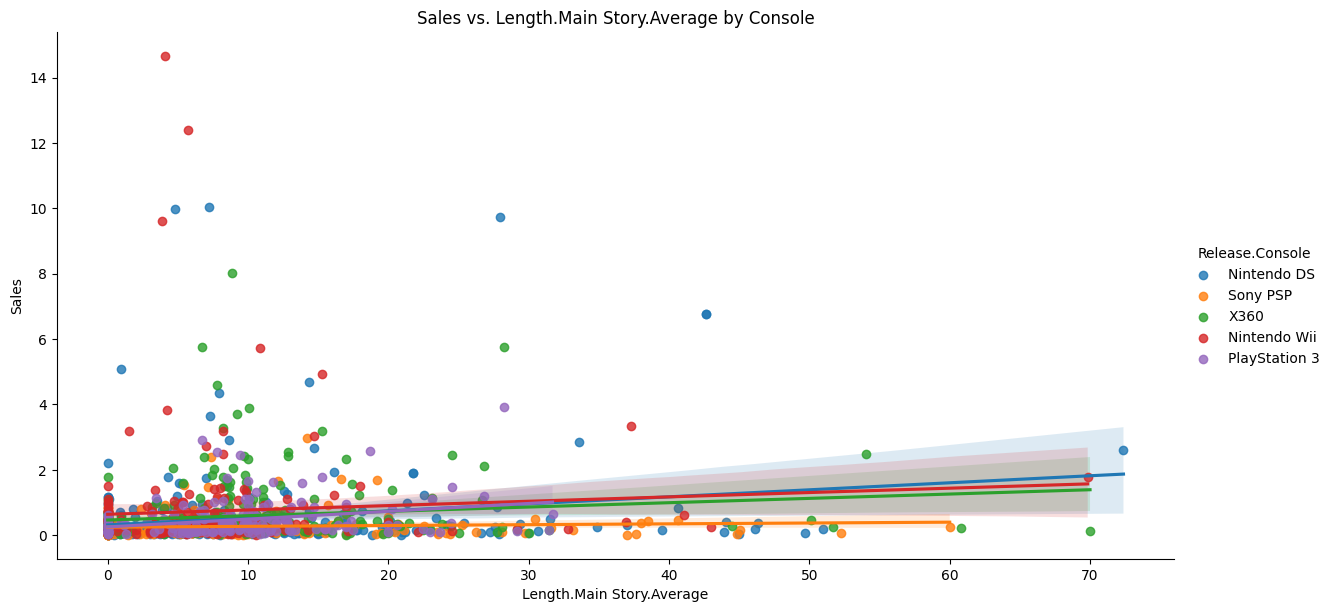 Sales vs. Length.Main Story.Average by Console
14
12
10
8
6
4
2
0
Sales
0 10 20 30 40 50 60 70
Length.Main Story.Average
Release.Console
Nintendo DS
Sony PSP
X360
Nintendo Wii
PlayStation 3